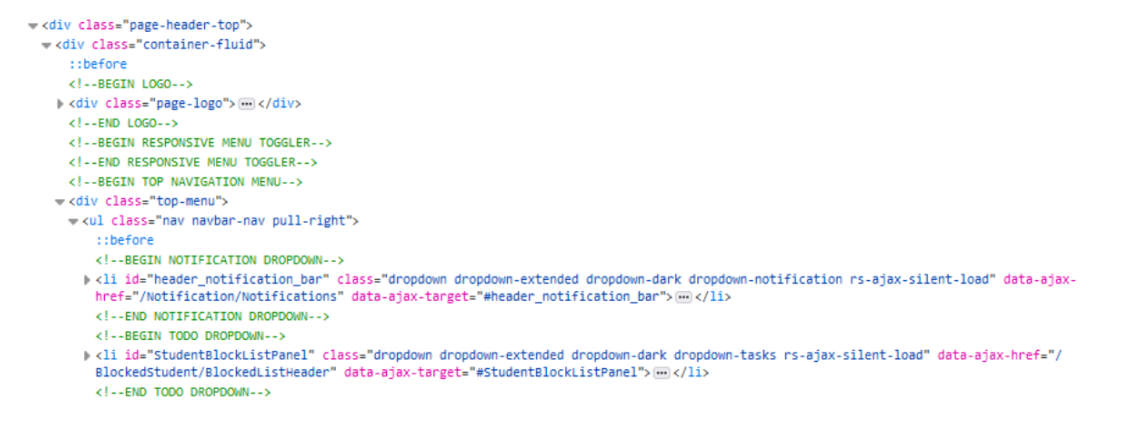 <div class="page-header-top">
<div class="container-fluid">
::before
<!--BEGIN LOGO-->
<div class="page-logo"> ••• </div>
<!--END LOGO-->
<!--BEGIN RESPONSIVE MENU TOGGLER-->
<!--END RESPONSIVE MENU TOGGLER-->
<!--BEGIN TOP NAVIGATION MENU-->
<div class="top-menu">
<ul class="nav navbar-nav pull-right">
::before
<!--BEGIN NOTIFICATION DROPDOWN-->
<li id="header_notification_bar" class="dropdown dropdown-extended dropdown-dark dropdown-notification rs-ajax-silent-load" data-ajax-
href="/Notification/Notifications" data-ajax-target="#header_notification_bar"> ••• </li>
<!--END NOTIFICATION DROPDOWN-->
<!--BEGIN TODO DROPDOWN-->
<li id="StudentBlockListPanel" class="dropdown dropdown-extended dropdown-dark dropdown-tasks rs-ajax-silent-load" data-ajax-href="/
BlockedStudent/BlockedListHeader" data-ajax-target="#StudentBlockListPanel"> ••• </li>
<!--END TODO DROPDOWN-->